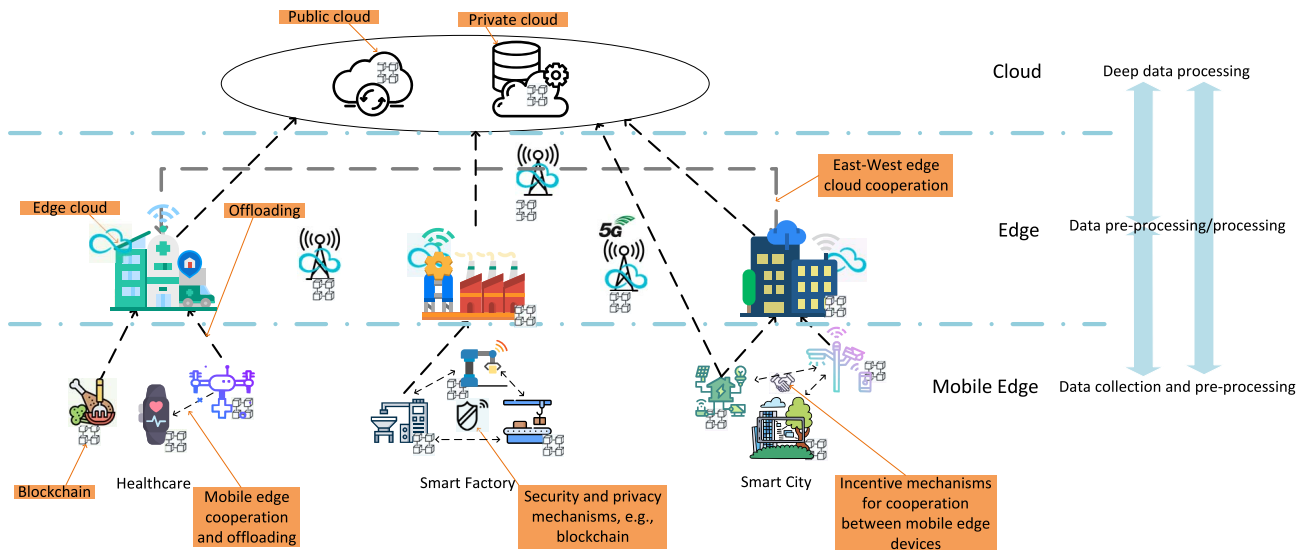 Public cloud
Private cloud
Cloud
Deep data processing
East-West edge
cloud cooperation
Edge cloud
Offloading
5G
Edge
Data pre-processing/processing
Mobile Edge
Data collection and pre-processing
Blockchain
Healthcare
Mobile edge
cooperation
and offloading
Smart Factory
Security and privacy
mechanisms, e.g.,
blockchain
Smart City
Incentive mechanisms
for cooperation
between mobile edge
devices